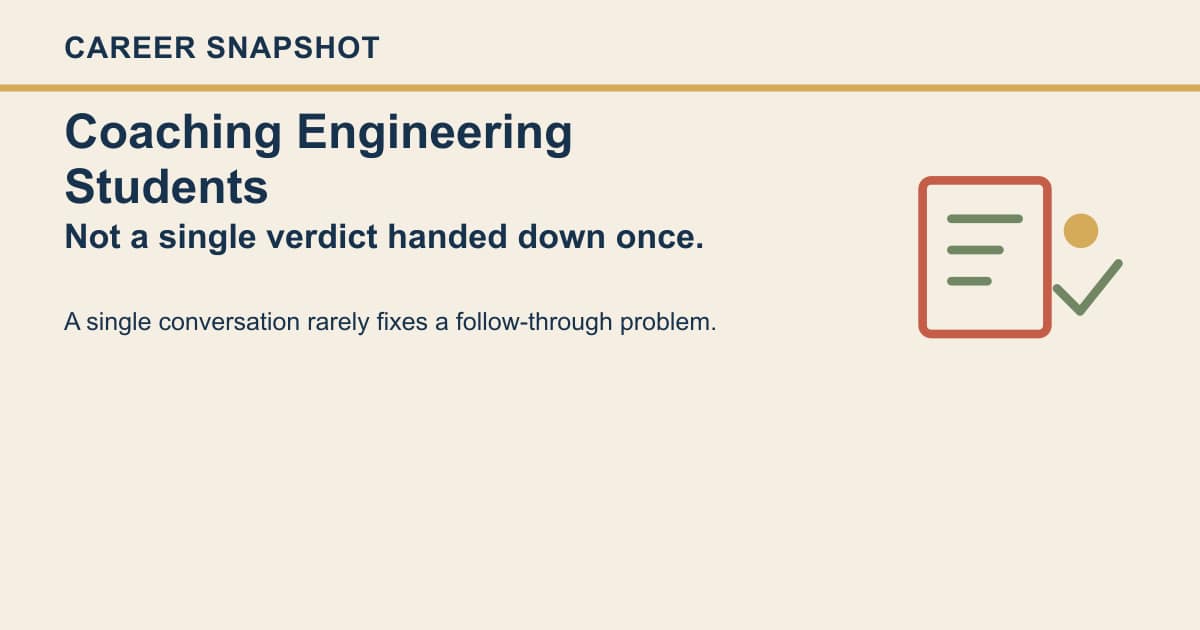 CAREER SNAPSHOT
Coaching Engineering
Students
Not a single verdict handed down once.
A single conversation rarely fixes a follow-through problem.